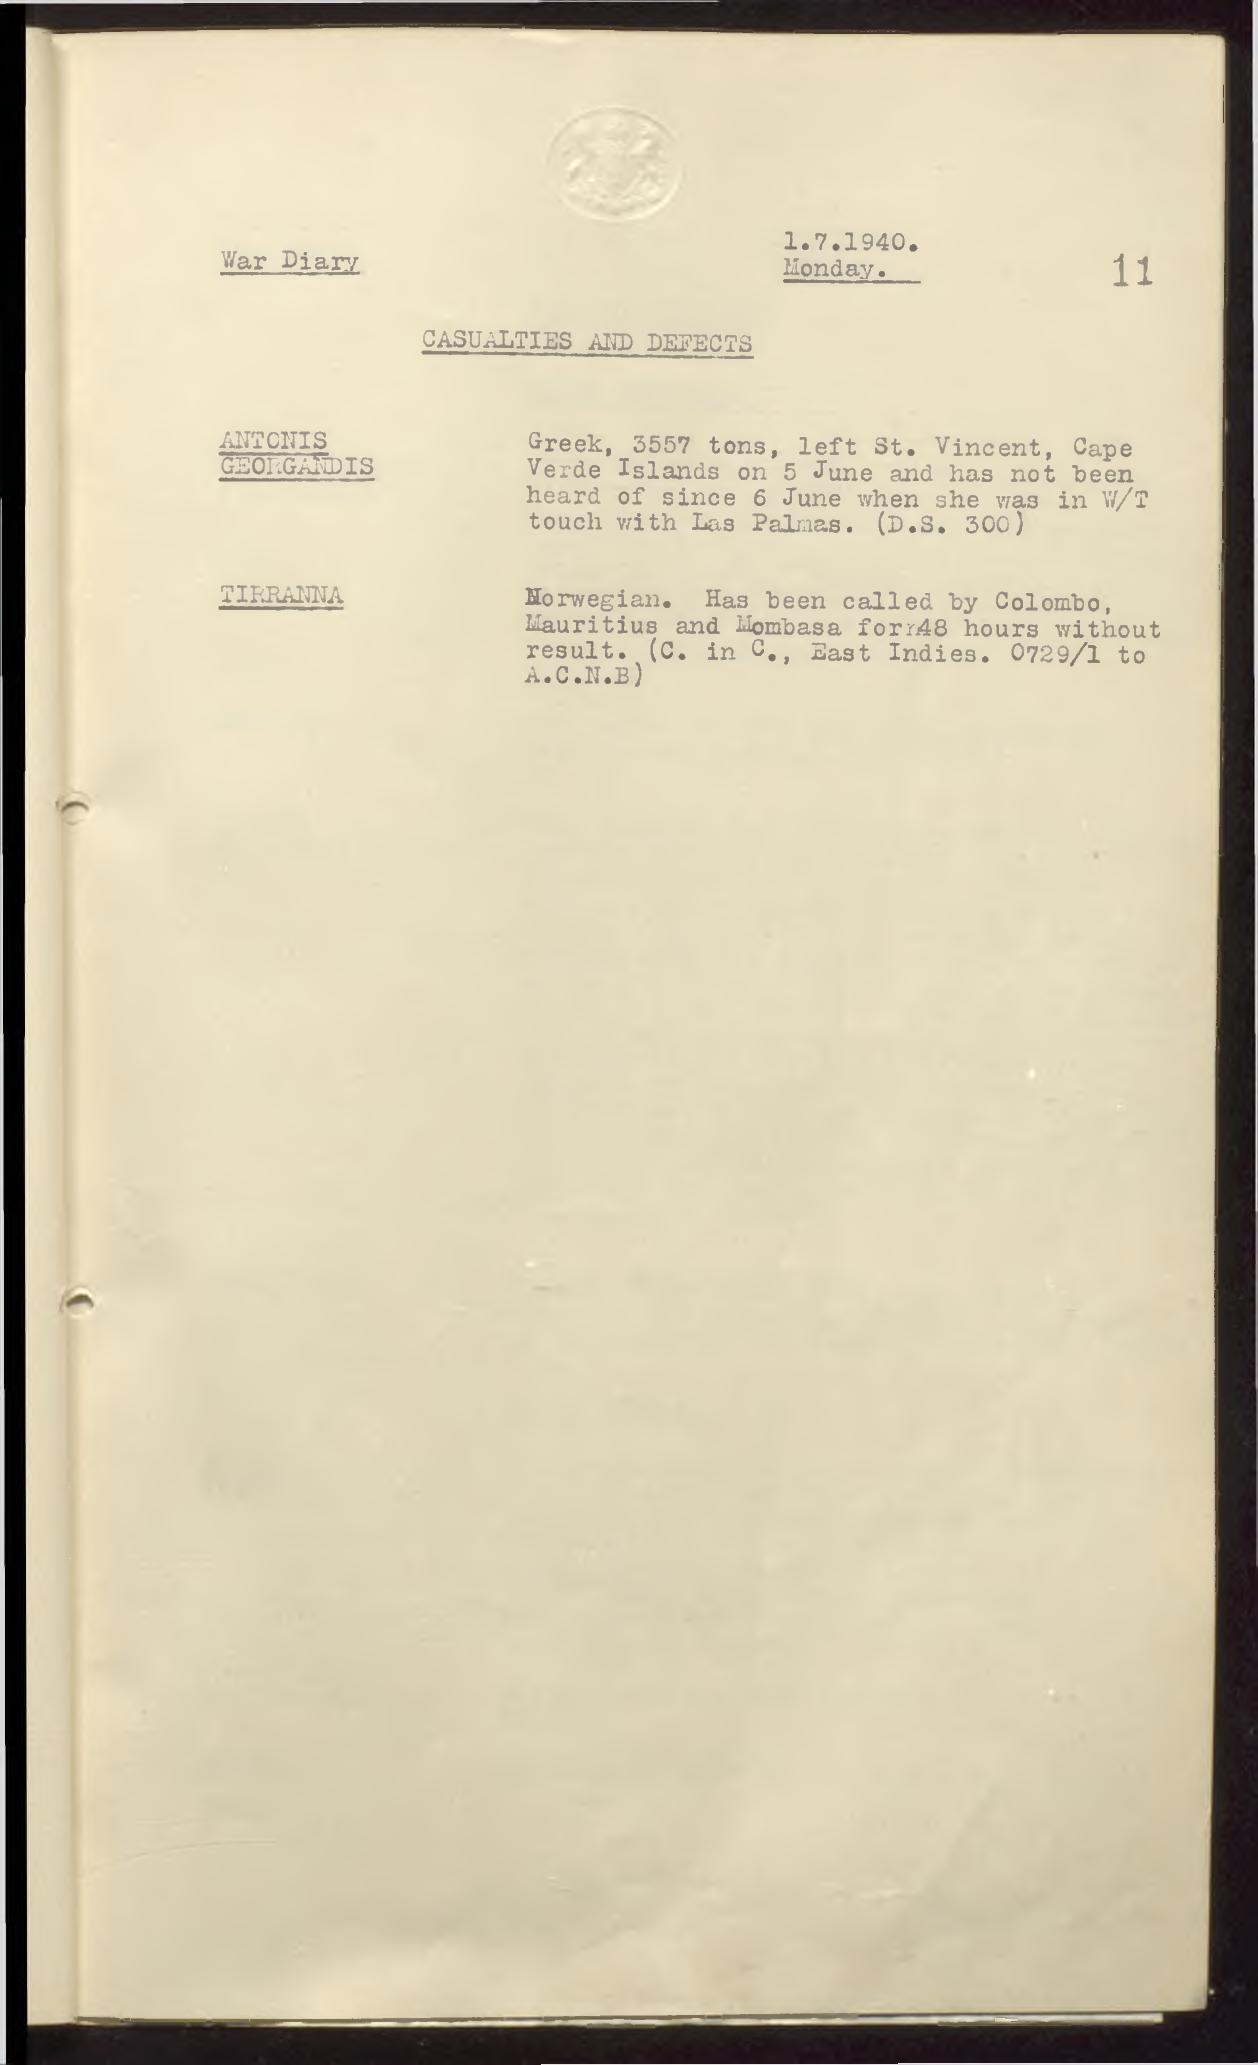 War Diary
1.7.1940.
Monday.
11
CASUALTIES AND DEFECTS
ANTONIS
GEORGANDIS
Greek, 3557 tons, left St. Vincent, Cape
Verde Islands on 5 June and has not been
heard of since 6 June when she was in W/T
touch with Las Palmas. (D.S. 300)
TIRRANNA
Norwegian. Has been called by Colombo,
Mauritius and Mombasa forr48 hours without
result. (C. in C., East Indies. 0729/1 to
A.C.N.B)